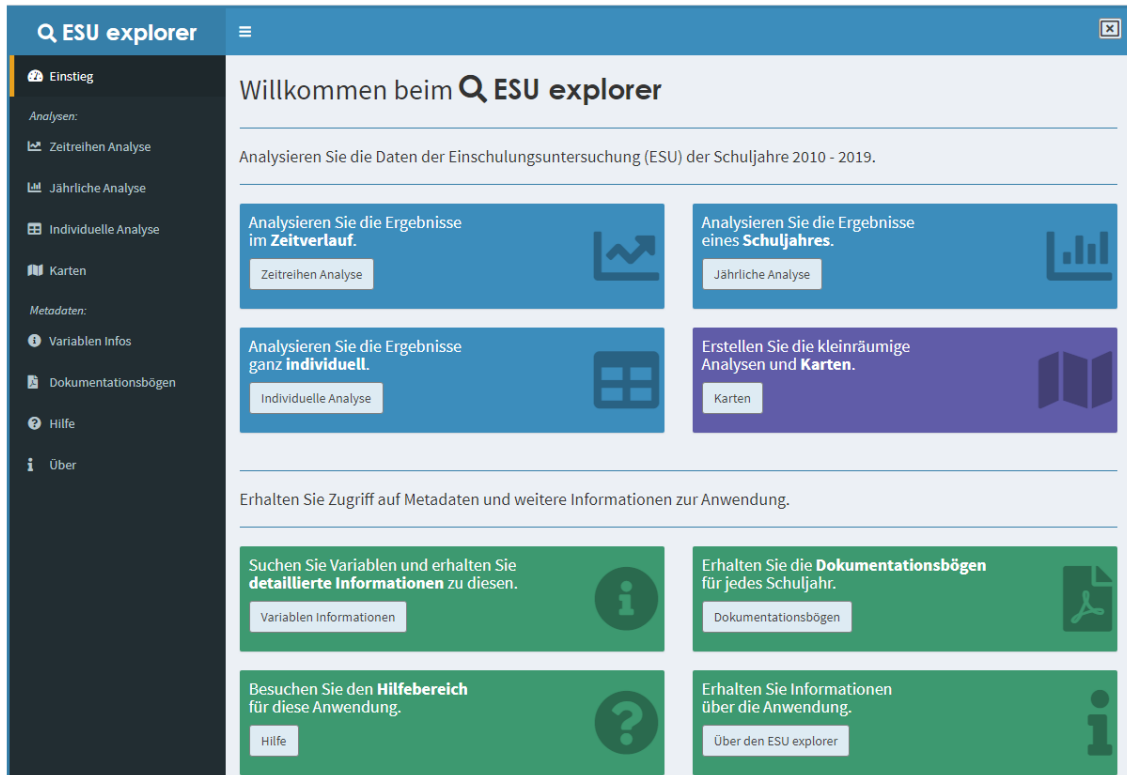 ESU explorer
Einstieg
Analysen:
Zeitreihen Analyse
Jährliche Analyse
Individuelle Analyse
Karten
Metadaten:
Variablen Infos
Dokumentationsbögen
Hilfe
Über
Willkommen beim ESU explorer
Analysieren Sie die Daten der Einschulungsuntersuchung (ESU) der Schuljahre 2010 - 2019.
Analysieren Sie die Ergebnisse
im Zeitverlauf.
Zeitreihen Analyse
Analysieren Sie die Ergebnisse
eines Schuljahres.
Jährliche Analyse
Analysieren Sie die Ergebnisse
ganz individuell.
Individuelle Analyse
Erstellen Sie die kleinräumige
Analysen und Karten.
Karten
Erhalten Sie Zugriff auf Metadaten und weitere Informationen zur Anwendung.
Suchen Sie Variablen und erhalten Sie
detaillierte Informationen zu diesen.
Variablen Informationen
Erhalten Sie die Dokumentationsbögen
für jedes Schuljahr.
Dokumentationsbögen
Besuchen Sie den Hilfebereich
für diese Anwendung.
Hilfe
Erhalten Sie Informationen
über die Anwendung.
Über den ESU explorer